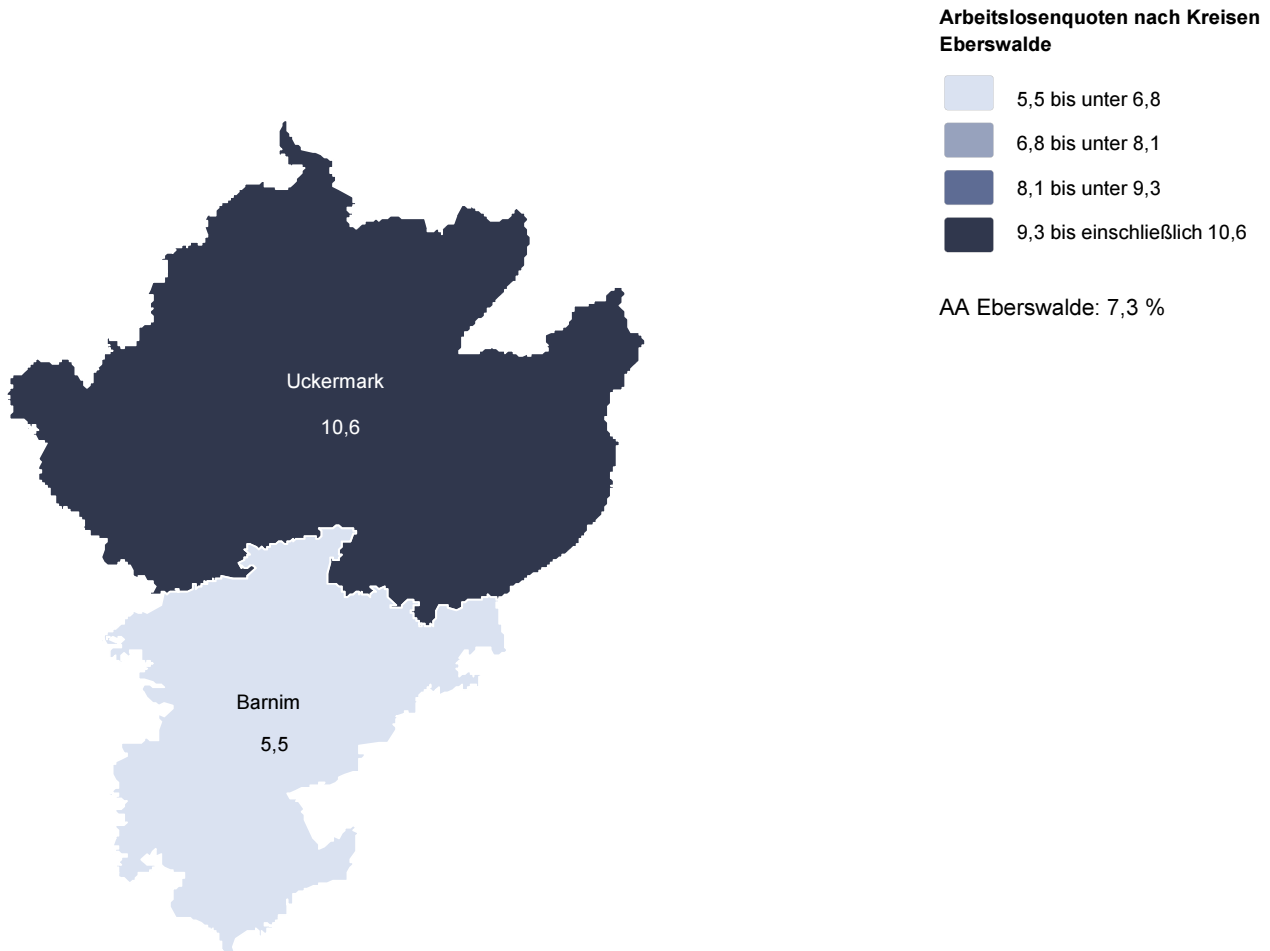 Arbeitslosenquoten nach Kreisen
Eberswalde
5,5 bis unter 6,8
6,8 bis unter 8,1
8,1 bis unter 9,3
9,3 bis einschließlich 10,6
AA Eberswalde: 7,3 %
Uckermark
10,6
Barnim
5,5